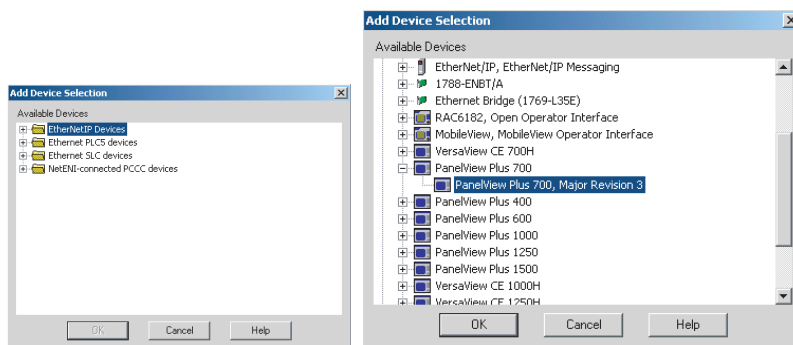 Add Device Selection
Available Devices
EtherNetIP Devices
Ethernet PLC5 devices
Ethernet SLC devices
NetENI-connected PCCC devices
OK
Cancel
Help
Add Device Selection
Available Devices
EtherNet/IP, EtherNet/IP Messaging
1788-ENBT/A
Ethernet Bridge (1769-L35E)
RAC6182, Open Operator Interface
MobileView, MobileView Operator Interface
VersaView CE 700H
PanelView Plus 700
PanelView Plus 700, Major Revision 3
PanelView Plus 400
PanelView Plus 600
PanelView Plus 1000
PanelView Plus 1250
PanelView Plus 1500
VersaView CE 1000H
VersaView CE 1250H
OK
Cancel
Help